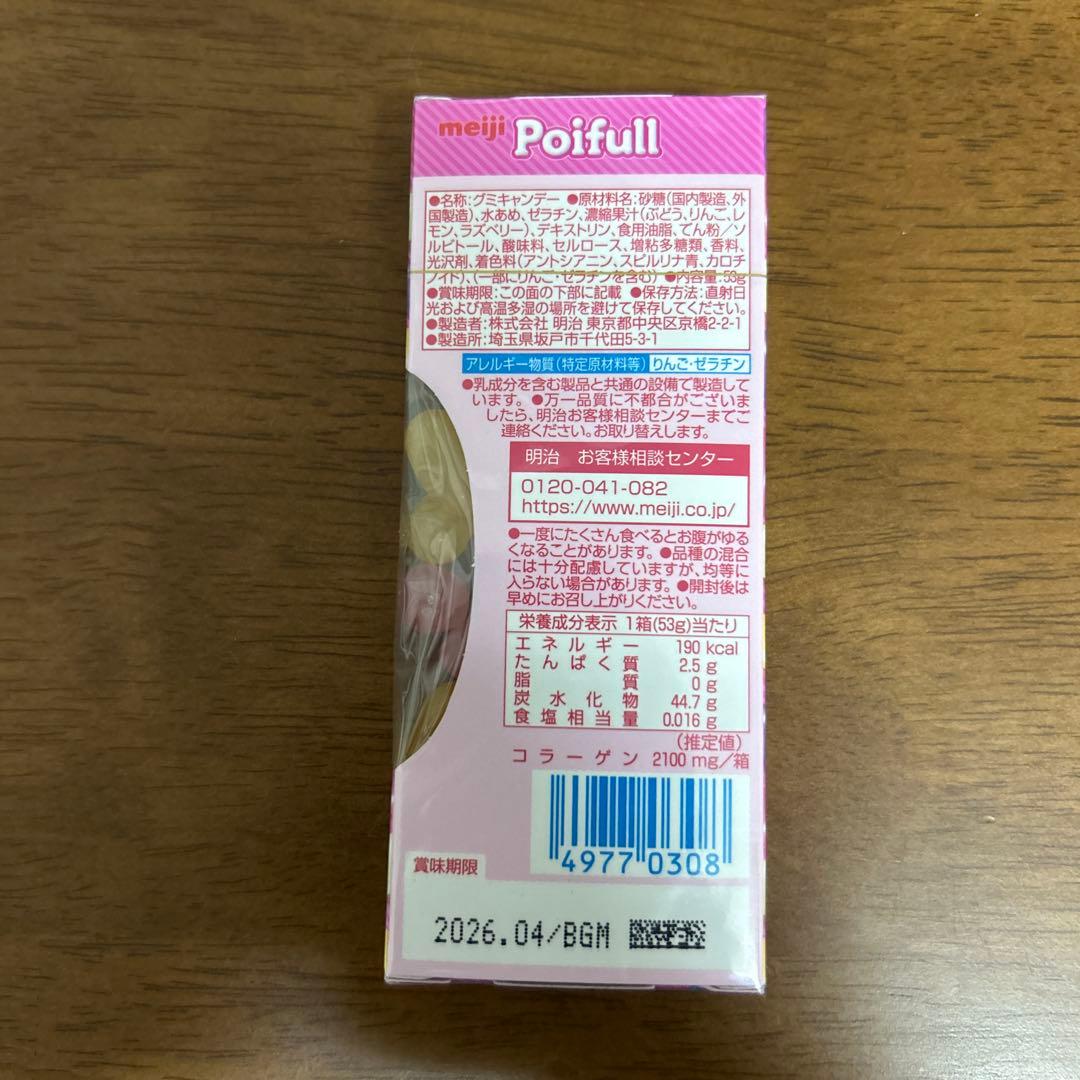 meiji Poifull
●名称:グミキャンデー ●原材料名:砂糖(国内製造、外
国製造)、水あめ、ゼラチン、濃縮果汁(ぶどう、りんご、レ
モン、ラズベリー)、デキストリン、食用油脂、でん粉/ソ
ルビトール、酸味料、セルロース、増粘多糖類、香料、
光沢剤、着色料(アントシアニン、スピルリナ青、カロチ
ノイド)、(一部にりんご・ゼラチンを含む) ●内容量:53g
●賞味期限:この面の下部に記載 ●保存方法:直射日
光および高温多湿の場所を避けて保存してください。
●製造者:株式会社 明治 東京都中央区京橋2-2-1
●製造所:埼玉県坂戸市千代田5-3-1
アレルギー物質(特定原材料等) りんご・ゼラチン
●乳成分を含む製品と共通の設備で製造して
います。 ●万一品質に不都合がございま
したら、明治お客様相談センターまでご
連絡ください。お取り替えします。
明治 お客様相談センター
0120-041-082
https://www.meiji.co.jp/
●一度にたくさん食べるとお腹がゆる
くなることがあります。 ●品種の混合
には十分配慮していますが、均等に
入らない場合があります。 ●開封後は
早めにお召し上がりください。
栄養成分表示 1箱(53g)当たり
エネルギー 190 kcal
たんぱく質 2.5 g
脂質 0 g
炭水化物 44.7 g
食塩相当量 0.016 g
(推定値)
コラーゲン 2100 mg/箱
4977 0308
賞味期限
2026.04/BGM